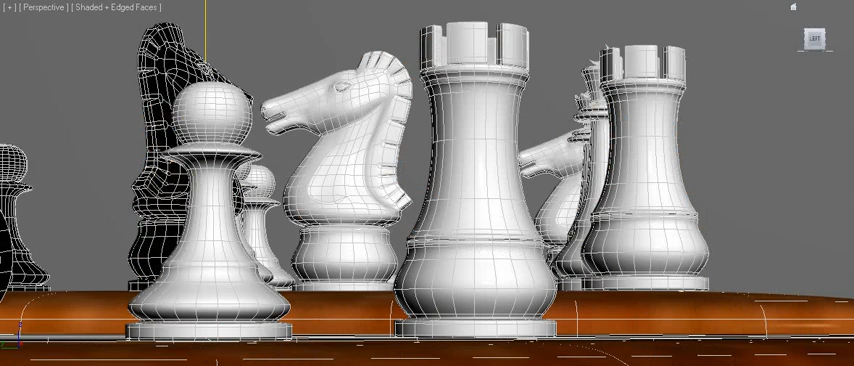 [ + ] [ Perspective ] [ Shaded + Edged Faces ]
LEFT